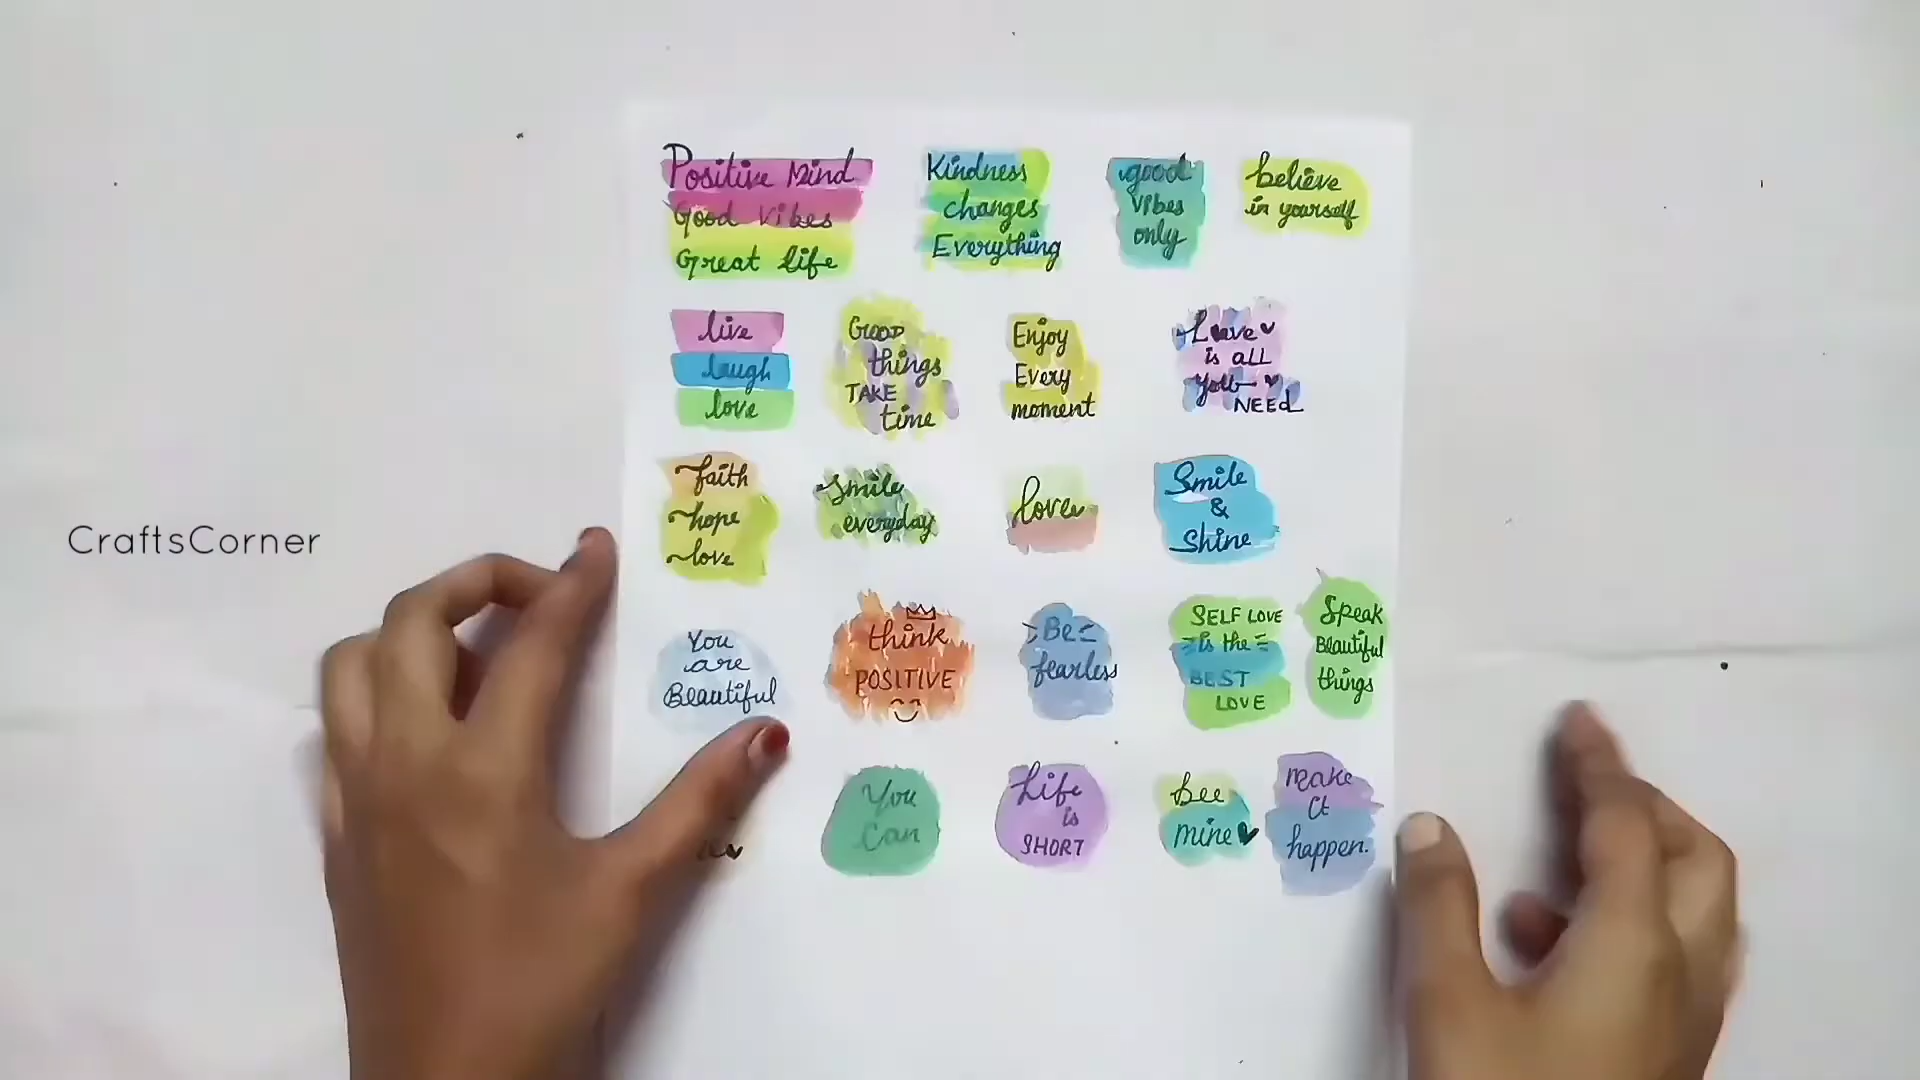 Positive Mind
Good Vibes
Great life
Kindness
changes
Everything
good
vibes
only
believe
in yourself
live
laugh
love
Good
things
TAKE
time
Enjoy
Every
moment
Love
is all
You
NEEd
faith
hope
love
Smile
everyday
love
Smile
&
Shine
You
are
Beautiful
think
POSITIVE
Be
fearless
SELF LOVE
is the
BEST
LOVE
Speak
Beautiful
things
You
Can
Life
is
SHORT
bee
mine
Make
it
happen.
CraftsCorner